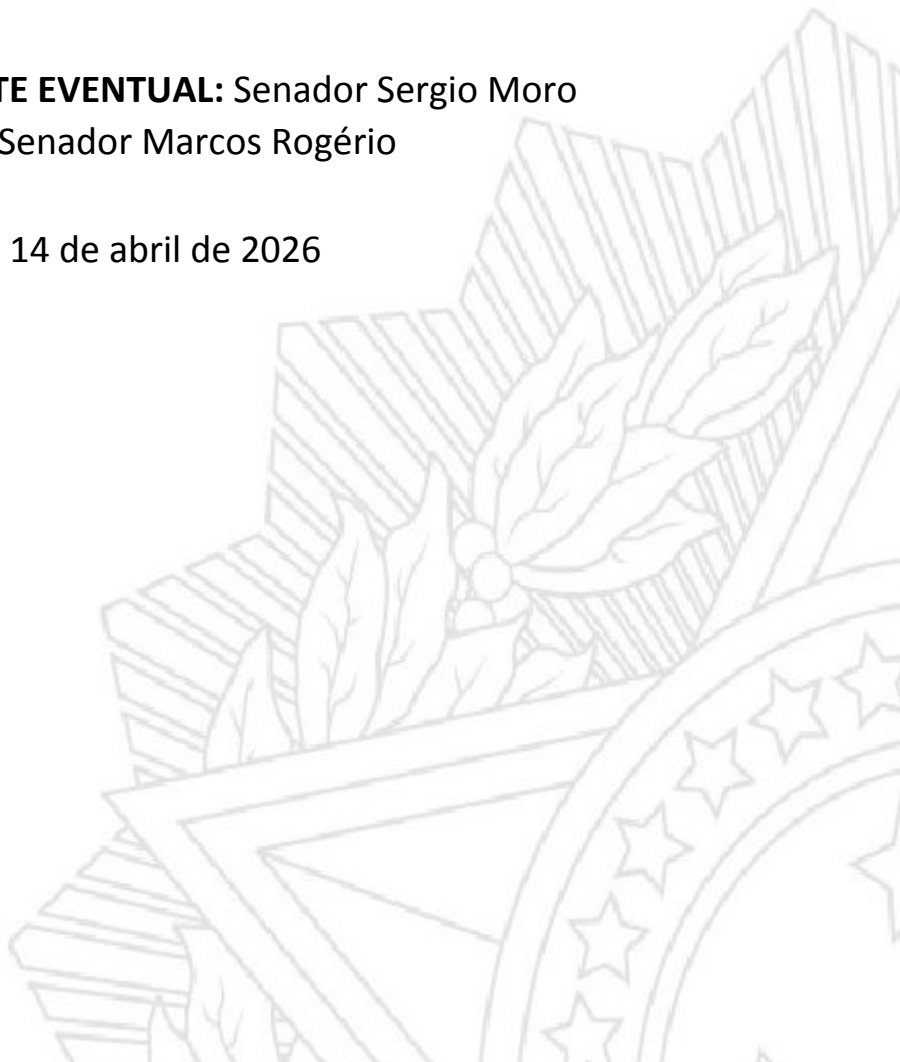 TE EVENTUAL: Senador Sergio Moro
Senador Marcos Rogério
14 de abril de 2026